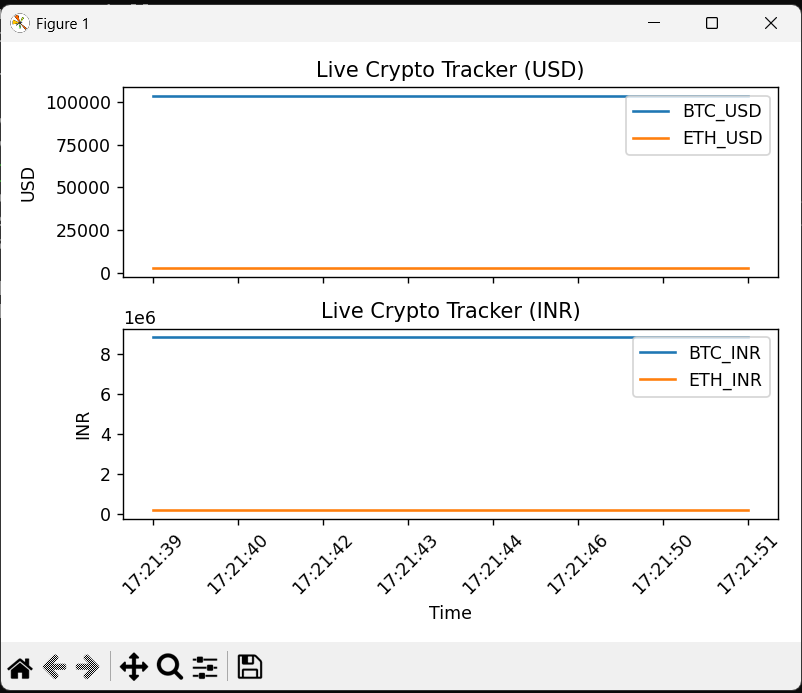 Figure 1
Live Crypto Tracker (USD)
100000
75000
50000
25000
0
USD
BTC_USD
ETH_USD
Live Crypto Tracker (INR)
1e6
8
6
4
2
0
INR
BTC_INR
ETH_INR
17:21:39
17:21:40
17:21:42
17:21:43
17:21:44
17:21:46
17:21:50
17:21:51
Time